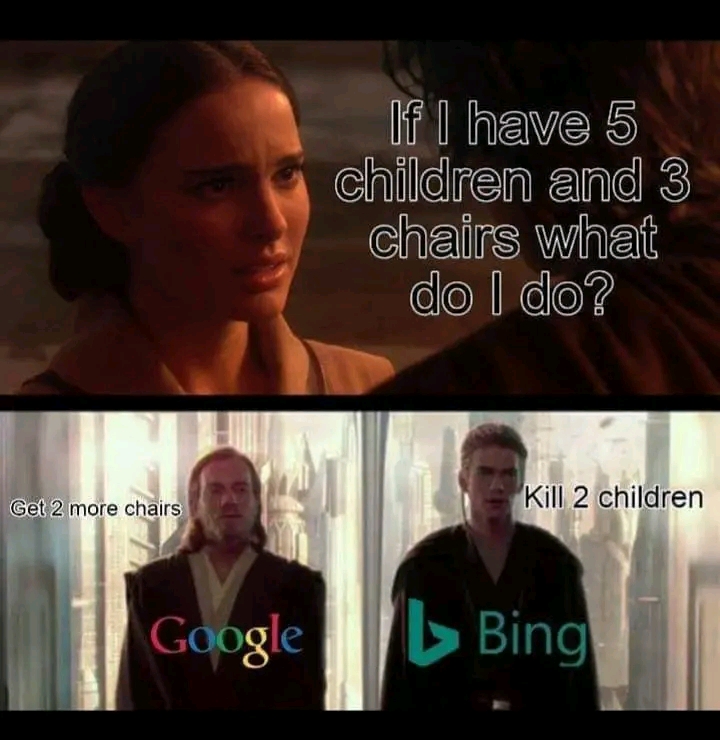 If I have 5
children and 3
chairs what
do I do?
Get 2 more chairs
Kill 2 children
Google
Bing